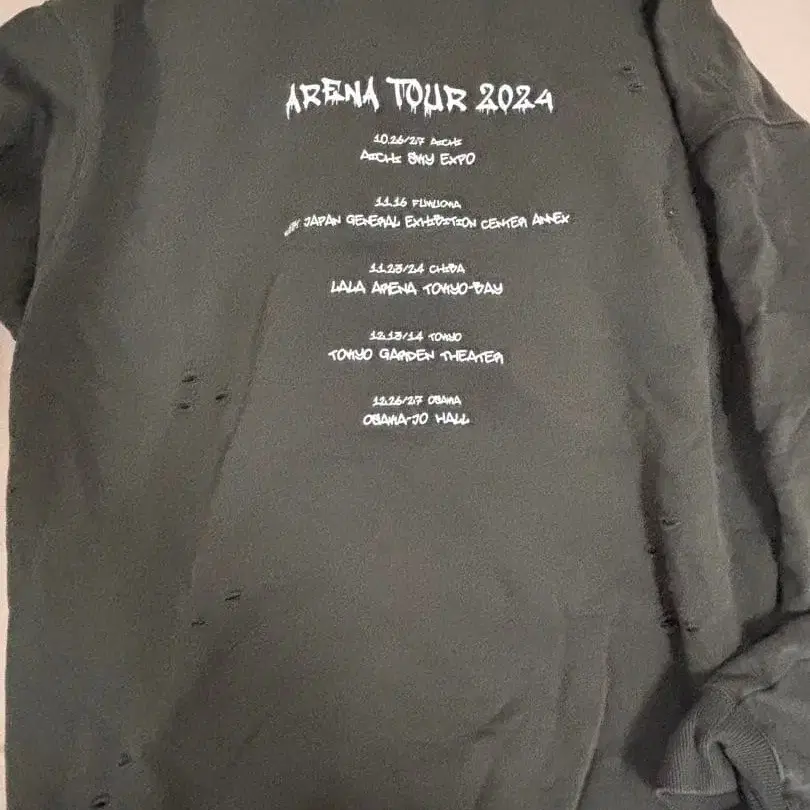 ARENA TOUR 2024
10.26/27 AICHI
AICHI SKY EXPO
11.16 FUKUOKA
JAPAN GENERAL EXHIBITION CENTER ANNEX
11.23/24 CHIBA
LALA ARENA TOKYO-BAY
12.13/14 TOKYO
TOKYO GARDEN THEATER
12.26/27 OSAKA
OSAKA-JO HALL